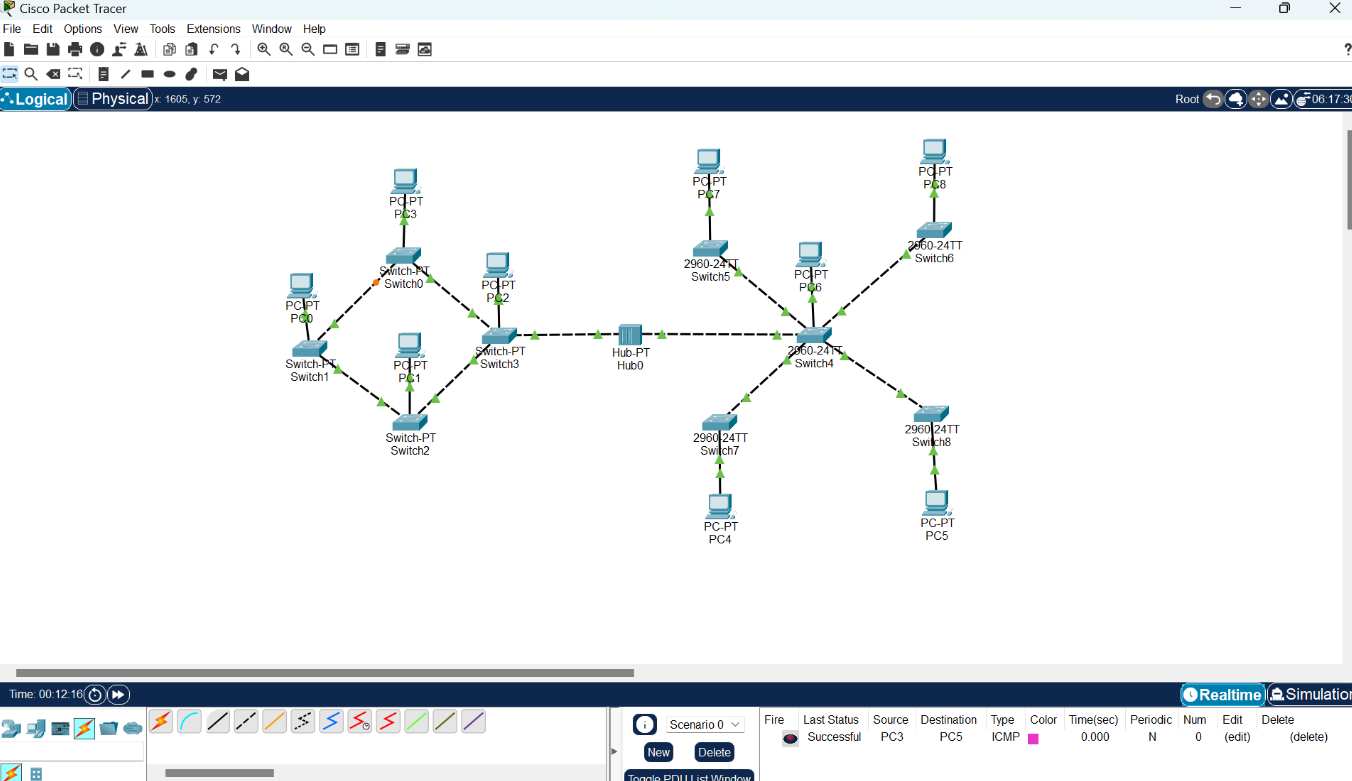 Cisco Packet Tracer
File Edit Options View Tools Extensions Window Help
?
Logical Physical x: 1605, y: 572 Root 06:17:30
PC-PT
PC3
Switch-PT
Switch0
PC-PT
PC0
Switch-PT
Switch1
PC-PT
PC1
Switch-PT
Switch2
PC-PT
PC2
Switch-PT
Switch3
Hub-PT
Hub0
PC-PT
PC7
2960-24TT
Switch5
PC-PT
PC6
2960-24TT
Switch4
PC-PT
PC8
2960-24TT
Switch6
2960-24TT
Switch7
PC-PT
PC4
2960-24TT
Switch8
PC-PT
PC5
Time: 00:12:16 Realtime Simulation
Scenario 0
New Delete
Toggle PDU List Window
Fire Last Status Source Destination Type Color Time(sec) Periodic Num Edit Delete
Successful PC3 PC5 ICMP 0.000 N 0 (edit) (delete)